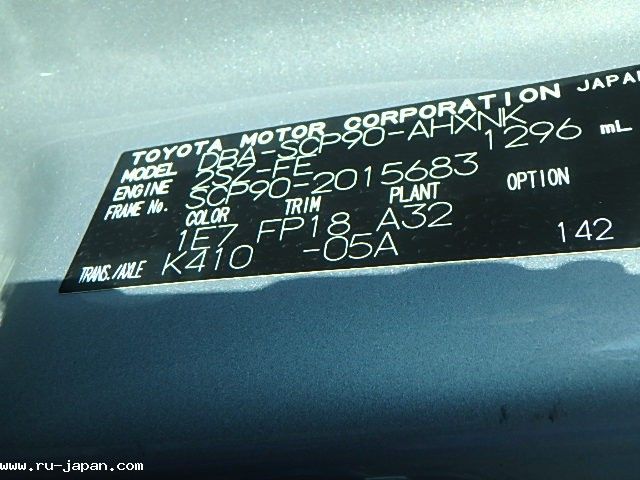 TOYOTA MOTOR CORPORATION JAPAN
MODEL DBA-SCP90-AHXNK
ENGINE 2SZ-FE 1296 mL
FRAME No. SCP90-2015683
COLOR TRIM PLANT OPTION
1E7 FP18 A32
TRANS./AXLE K410 -05A 142
www.ru-japan.com